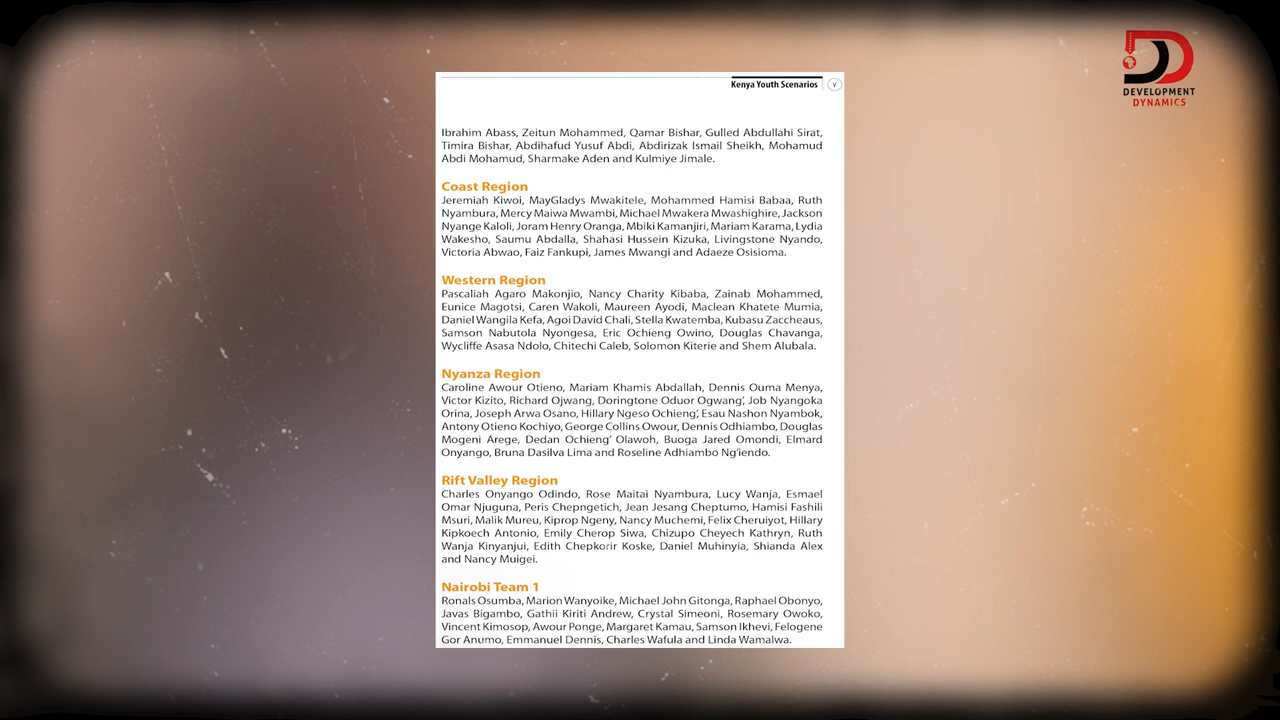 DEVELOPMENT
DYNAMICS
Kenya Youth Scenarios v
Ibrahim Abass, Zeitun Mohammed, Qamar Bishar, Gulled Abdullahi Sirat,
Timira Bishar, Abdihafud Yusuf Abdi, Abdirizak Ismail Sheikh, Mohamud
Abdi Mohamud, Sharmake Aden and Kulmiye Jimale.
Coast Region
Jeremiah Kiwoi, MayGladys Mwakitele, Mohammed Hamisi Babaa, Ruth
Nyambura, Mercy Maiwa Mwambi, Michael Mwakera Mwashighire, Jackson
Nyange Kaloli, Joram Henry Oranga, Mbiki Kamanjiri, Mariam Karama, Lydia
Wakesho, Saumu Abdalla, Shahasi Hussein Kizuka, Livingstone Nyando,
Victoria Abwao, Faiz Fankupi, James Mwangi and Adaeze Osisioma.
Western Region
Pascaliah Agaro Makonjio, Nancy Charity Kibaba, Zainab Mohammed,
Eunice Magotsi, Caren Wakoli, Maureen Ayodi, Maclean Khatete Mumia,
Daniel Wangila Kefa, Agoi David Chali, Stella Kwatemba, Kubasu Zaccheaus,
Samson Nabutola Nyongesa, Eric Ochieng Owino, Douglas Chavanga,
Wycliffe Asasa Ndolo, Chitechi Caleb, Solomon Kiterie and Shem Alubala.
Nyanza Region
Caroline Awour Otieno, Mariam Khamis Abdallah, Dennis Ouma Menya,
Victor Kizito, Richard Ojwang, Doringtone Oduor Ogwang’, Job Nyangoka
Orina, Joseph Arwa Osano, Hillary Ngeso Ochieng’, Esau Nashon Nyambok,
Antony Otieno Kochiyo, George Collins Owour, Dennis Odhiambo, Douglas
Mogeni Arege, Dedan Ochieng’ Olawoh, Buoga Jared Omondi, Elmard
Onyango, Bruna Dasilva Lima and Roseline Adhiambo Ng’iendo.
Rift Valley Region
Charles Onyango Odindo, Rose Maitai Nyambura, Lucy Wanja, Esmael
Omar Njuguna, Peris Chepngetich, Jean Jesang Cheptumo, Hamisi Fashili
Msuri, Malik Mureu, Kiprop Ngeny, Nancy Muchemi, Felix Cheruiyot, Hillary
Kipkoech Antonio, Emily Cherop Siwa, Chizupo Cheyech Kathryn, Ruth
Wanja Kinyanjui, Edith Chepkorir Koske, Daniel Muhinyia, Shianda Alex
and Nancy Muigei.
Nairobi Team 1
Ronals Osumba, Marion Wanyoike, Michael John Gitonga, Raphael Obonyo,
Javas Bigambo, Gathii Kiriti Andrew, Crystal Simeoni, Rosemary Owoko,
Vincent Kimosop, Awour Ponge, Margaret Kamau, Samson Ikhevi, Felogene
Gor Anumo, Emmanuel Dennis, Charles Wafula and Linda Wamalwa.